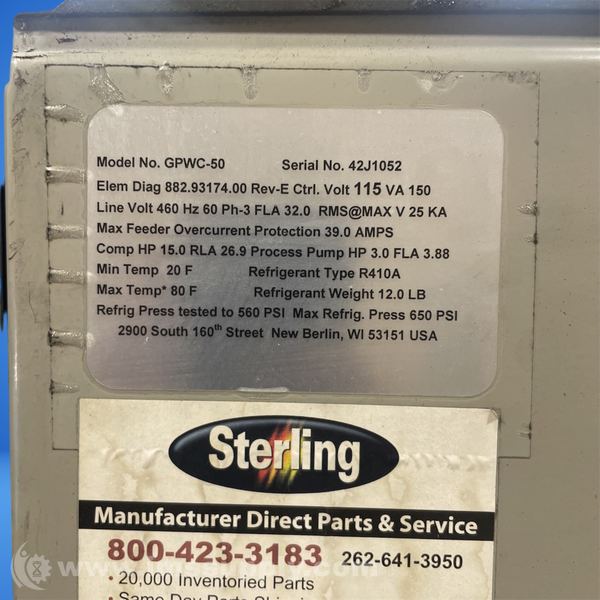 Model No. GPWC-50 Serial No. 42J1052
Elem Diag 882.93174.00 Rev-E Ctrl. Volt 115 VA 150
Line Volt 460 Hz 60 Ph-3 FLA 32.0 RMS@MAX V 25 KA
Max Feeder Overcurrent Protection 39.0 AMPS
Comp HP 15.0 RLA 26.9 Process Pump HP 3.0 FLA 3.88
Min Temp 20 F Refrigerant Type R410A
Max Temp* 80 F Refrigerant Weight 12.0 LB
Refrig Press tested to 560 PSI Max Refrig. Press 650 PSI
2900 South 160th Street New Berlin, WI 53151 USA
Sterling
Manufacturer Direct Parts & Service
800-423-3183 262-641-3950
• 20,000 Inventoried Parts
• Same Day Parts